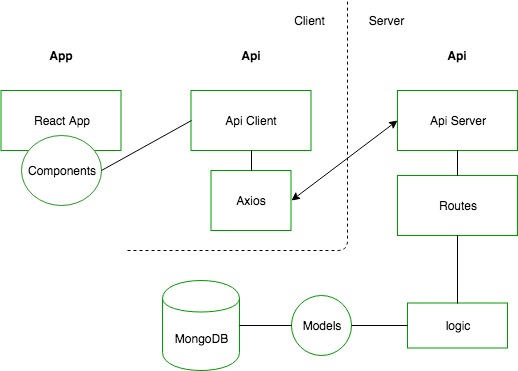 Client
Server
App
Api
Api
React App
Api Client
Api Server
Components
Axios
Routes
MongoDB
Models
logic